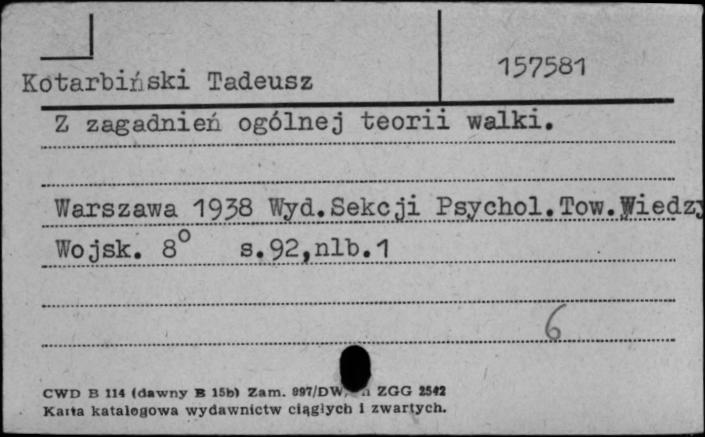 157581
Kotarbiński Tadeusz
Z zagadnień ogólnej teorii walki.
Warszawa 1938 Wyd.Sekcji Psychol.Tow.Wiedzy
Wojsk. 8° s.92,nlb.1
6
CWD B 114 (dawny B 15b) Zam. 997/DW, ZGG 2542
Karta katalogowa wydawnictw ciągłych i zwartych.